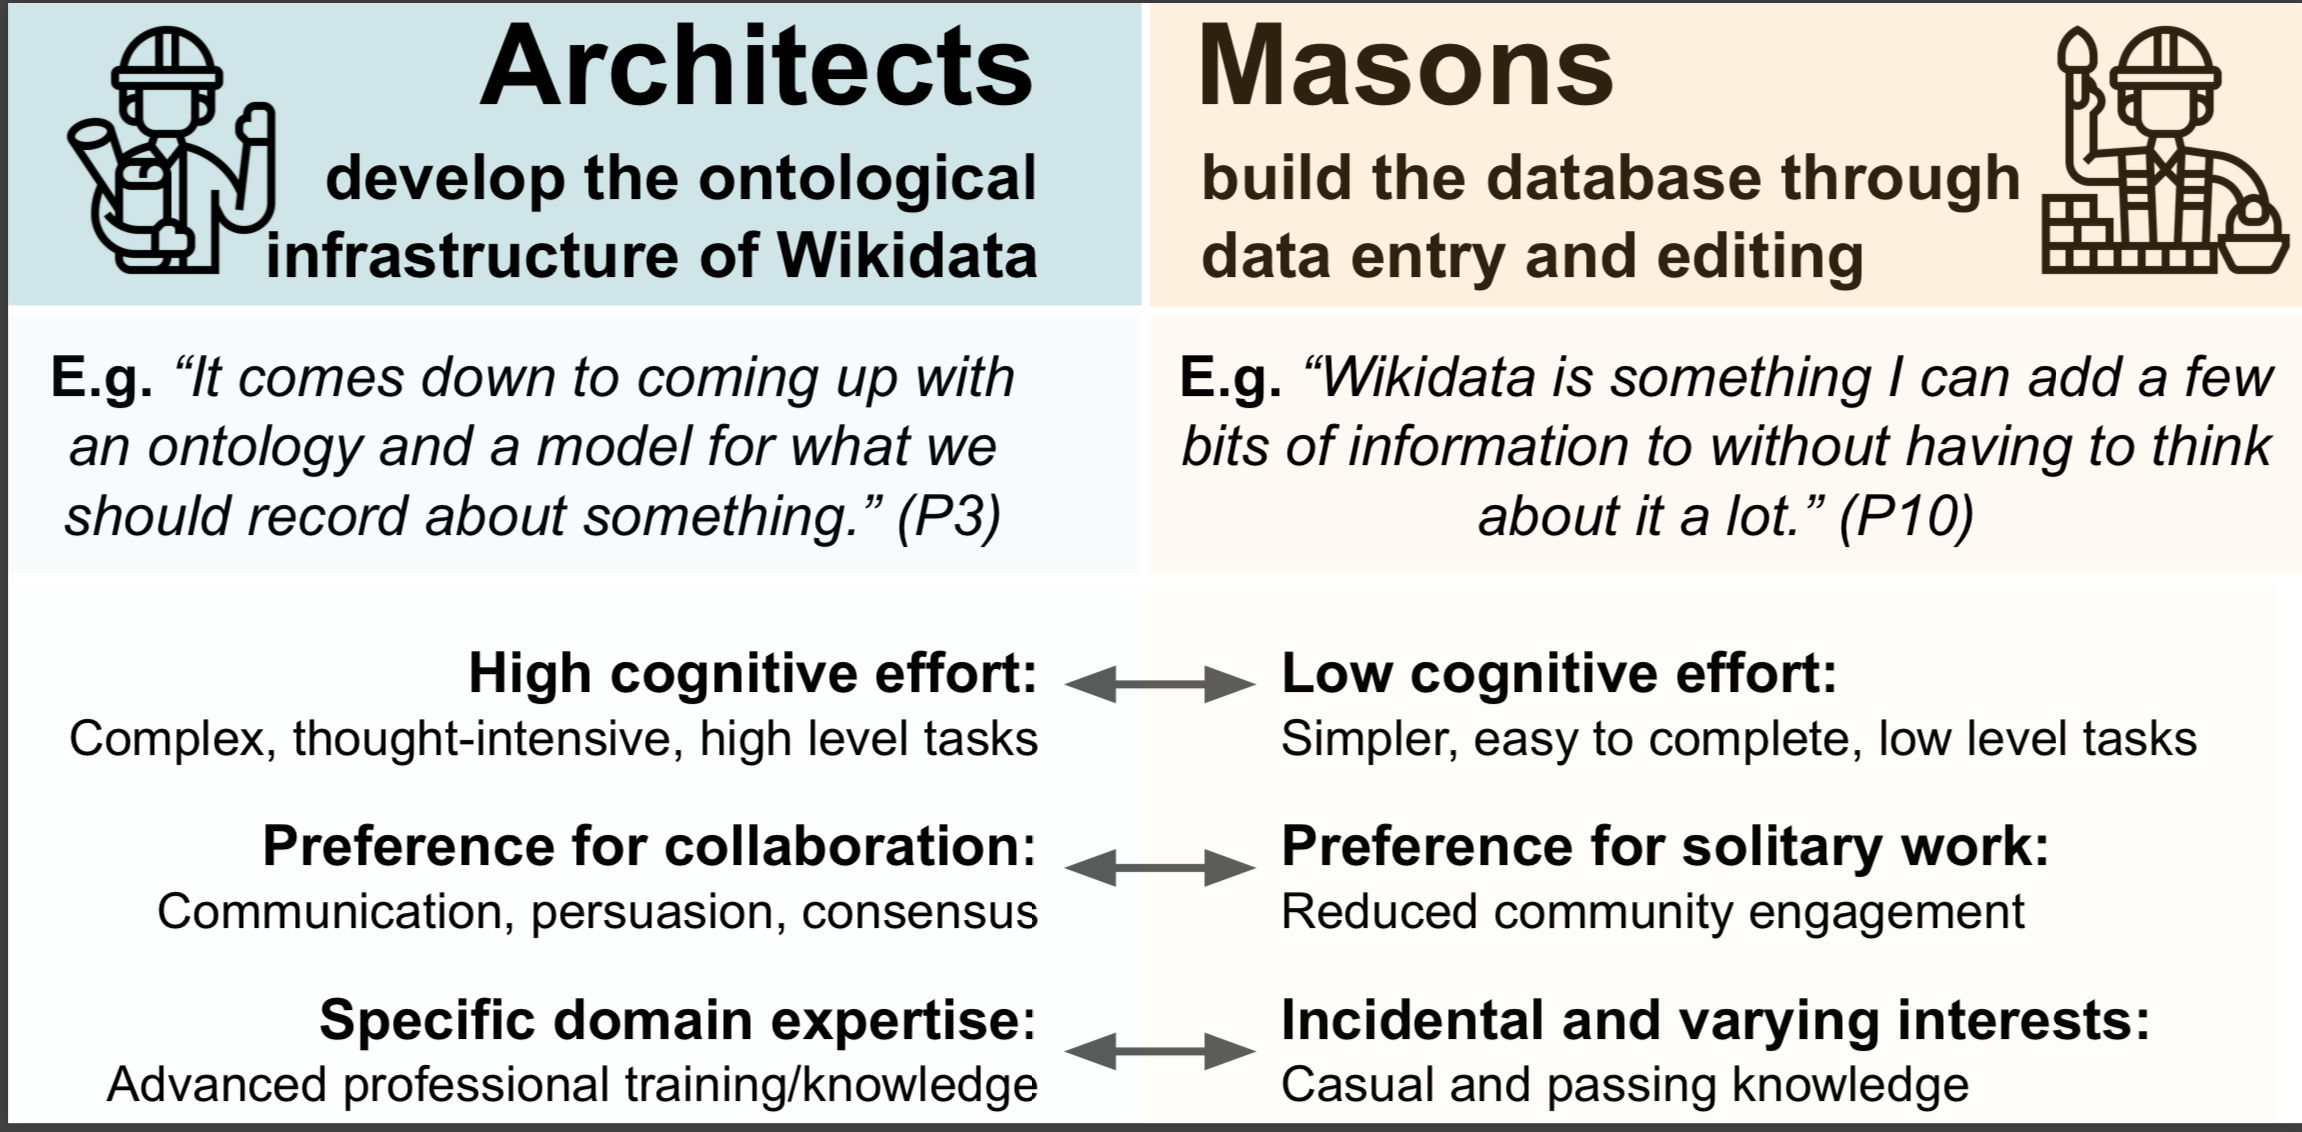 Architects
develop the ontological
infrastructure of Wikidata
Masons
build the database through
data entry and editing
E.g. “It comes down to coming up with
an ontology and a model for what we
should record about something.” (P3)
E.g. “Wikidata is something I can add a few
bits of information to without having to think
about it a lot.” (P10)
High cognitive effort:
Complex, thought-intensive, high level tasks
Low cognitive effort:
Simpler, easy to complete, low level tasks
Preference for collaboration:
Communication, persuasion, consensus
Preference for solitary work:
Reduced community engagement
Specific domain expertise:
Advanced professional training/knowledge
Incidental and varying interests:
Casual and passing knowledge